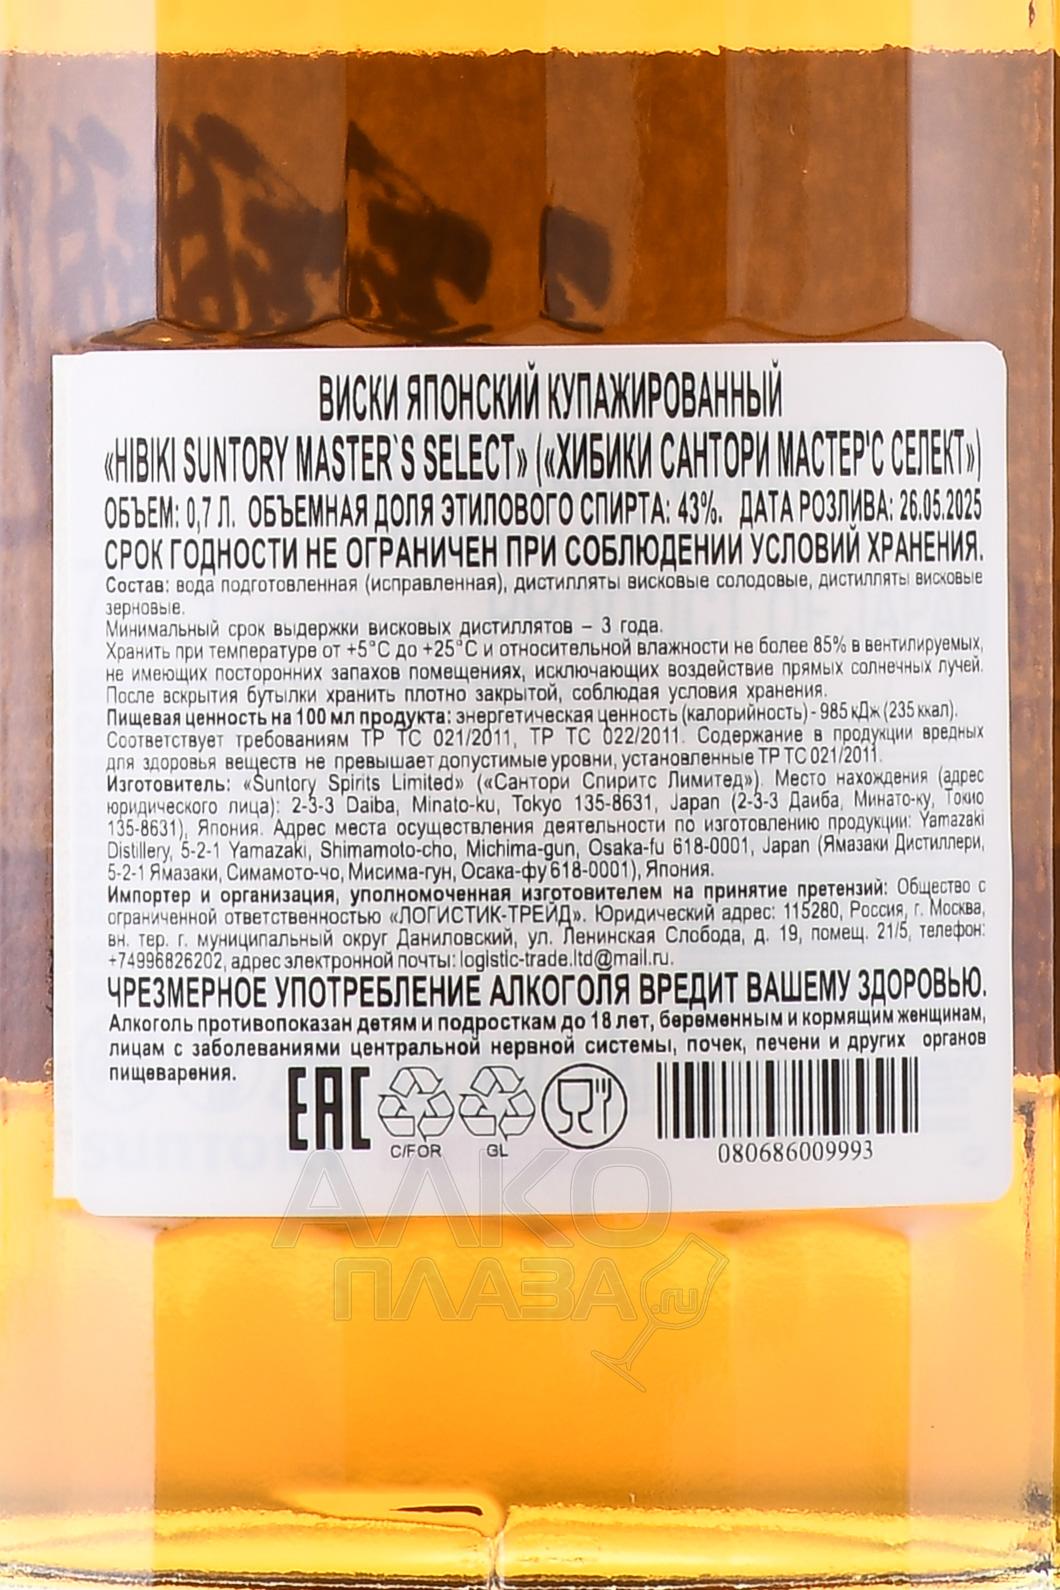 ВИСКИ ЯПОНСКИЙ КУПАЖИРОВАННЫЙ
«HIBIKI SUNTORY MASTER`S SELECT» («ХИБИКИ САНТОРИ МАСТЕР'С СЕЛЕКТ»)
ОБЪЕМ: 0,7 Л. ОБЪЕМНАЯ ДОЛЯ ЭТИЛОВОГО СПИРТА: 43%. ДАТА РОЗЛИВА: 26.05.2025
СРОК ГОДНОСТИ НЕ ОГРАНИЧЕН ПРИ СОБЛЮДЕНИИ УСЛОВИЙ ХРАНЕНИЯ.
Состав: вода подготовленная (исправленная), дистилляты висковые солодовые, дистилляты висковые
зерновые.
Минимальный срок выдержки висковых дистиллятов – 3 года.
Хранить при температуре от +5°С до +25°С и относительной влажности не более 85% в вентилируемых,
не имеющих посторонних запахов помещениях, исключающих воздействие прямых солнечных лучей.
После вскрытия бутылки хранить плотно закрытой, соблюдая условия хранения.
Пищевая ценность на 100 мл продукта: энергетическая ценность (калорийность) - 985 кДж (235 ккал).
Соответствует требованиям ТР ТС 021/2011, ТР ТС 022/2011. Содержание в продукции вредных
для здоровья веществ не превышает допустимые уровни, установленные ТР ТС 021/2011.
Изготовитель: «Suntory Spirits Limited» («Сантори Спиритс Лимитед»). Место нахождения (адрес
юридического лица): 2-3-3 Daiba, Minato-ku, Tokyo 135-8631, Japan (2-3-3 Даиба, Минато-ку, Токио
135-8631), Япония. Адрес места осуществления деятельности по изготовлению продукции: Yamazaki
Distillery, 5-2-1 Yamazaki, Shimamoto-cho, Michima-gun, Osaka-fu 618-0001, Japan (Ямазаки Дистиллери,
5-2-1 Ямазаки, Симамото-чо, Мисима-гун, Осака-фу 618-0001), Япония.
Импортер и организация, уполномоченная изготовителем на принятие претензий: Общество с
ограниченной ответственностью «ЛОГИСТИК-ТРЕЙД». Юридический адрес: 115280, Россия, г. Москва,
вн. тер. г. муниципальный округ Даниловский, ул. Ленинская Слобода, д. 19, помещ. 21/5, телефон:
+74996826202, адрес электронной почты: logistic-trade.ltd@mail.ru.
ЧРЕЗМЕРНОЕ УПОТРЕБЛЕНИЕ АЛКОГОЛЯ ВРЕДИТ ВАШЕМУ ЗДОРОВЬЮ.
Алкоголь противопоказан детям и подросткам до 18 лет, беременным и кормящим женщинам,
лицам с заболеваниями центральной нервной системы, почек, печени и других органов
пищеварения.
ЕАС
C/FOR GL
080686009993
АЛКО
ПЛАЗА.ru